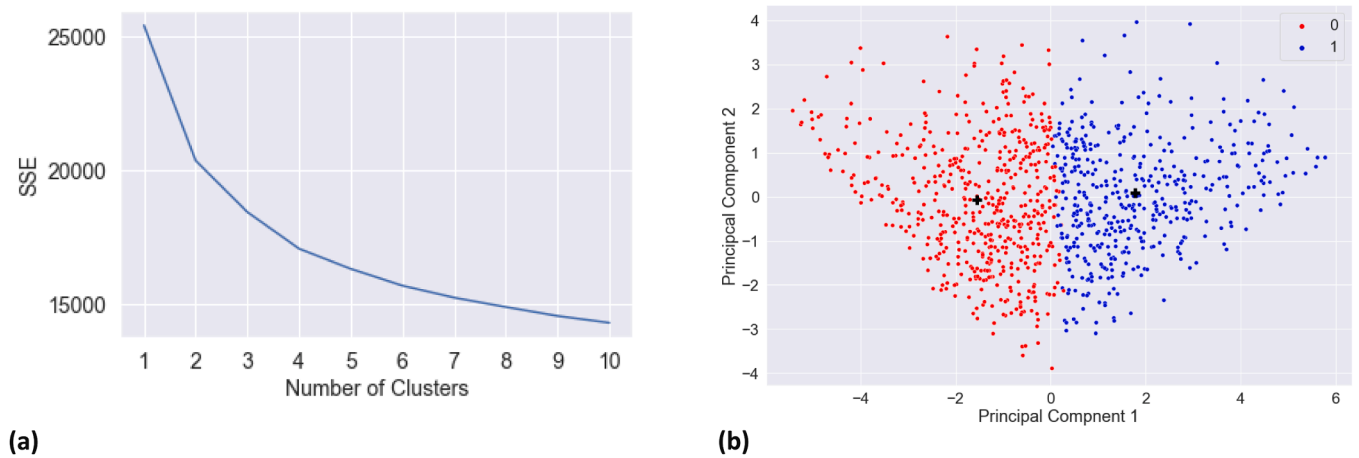 25000
20000
15000
SSE
1 2 3 4 5 6 7 8 9 10
Number of Clusters
(a)
4
3
2
1
0
−1
−2
−3
−4
Principcal Component 2
0
1
−4 −2 0 2 4 6
Principal Compnent 1
(b)